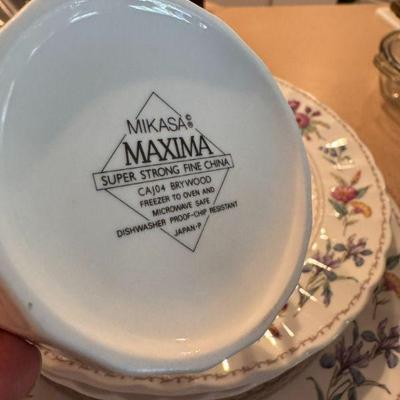 MIKASA©®
MAXIMA
SUPER STRONG FINE CHINA
CAJ04 BRYWOOD
FREEZER TO OVEN AND
MICROWAVE SAFE
DISHWASHER PROOF-CHIP RESISTANT
JAPAN-P